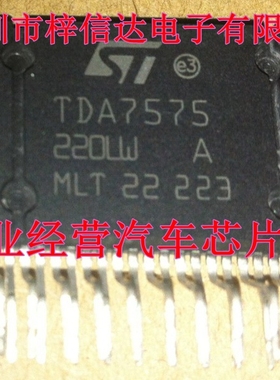 圳市梓信达电子有限
ST e3
TDA7575
220LW A
MLT 22 223
业经营汽车芯片